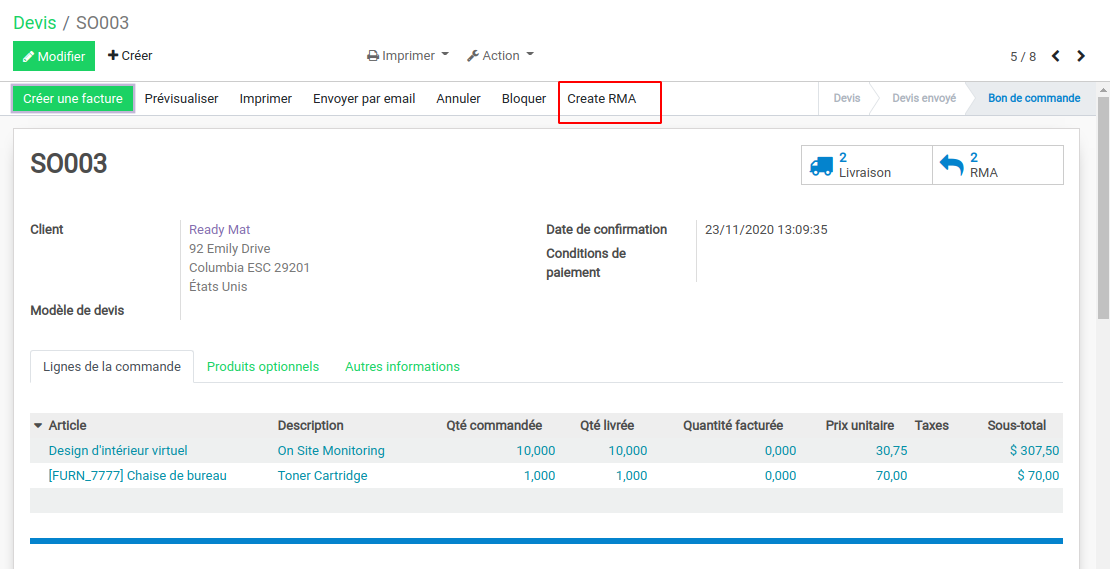 Devis / SO003
Modifier Créer Imprimer Action 5 / 8
Créer une facture Prévisualiser Imprimer Envoyer par email Annuler Bloquer Create RMA Devis Devis envoyé Bon de commande
SO003
2 Livraison
2 RMA
Client Ready Mat
92 Emily Drive
Columbia ESC 29201
États Unis
Modèle de devis
Date de confirmation 23/11/2020 13:09:35
Conditions de
paiement
Lignes de la commande Produits optionnels Autres informations
Article Description Qté commandée Qté livrée Quantité facturée Prix unitaire Taxes Sous-total
Design d'intérieur virtuel On Site Monitoring 10,000 10,000 0,000 30,75 $ 307,50
[FURN_7777] Chaise de bureau Toner Cartridge 1,000 1,000 0,000 70,00 $ 70,00